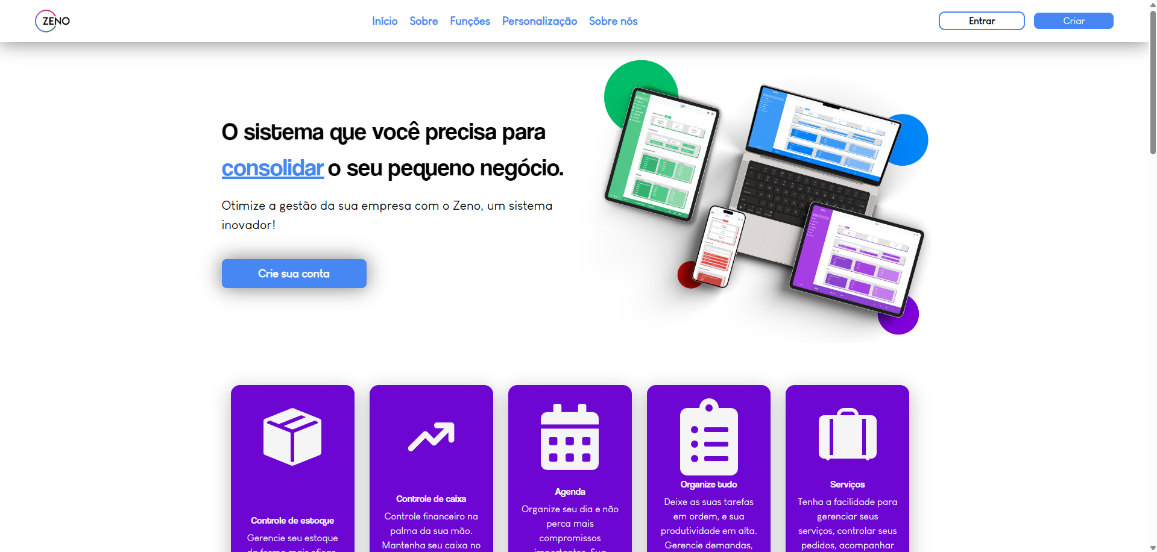 ZENO
Início Sobre Funções Personalização Sobre nós
Entrar
Criar
O sistema que você precisa para
consolidar o seu pequeno negócio.
Otimize a gestão da sua empresa com o Zeno, um sistema
inovador!
Crie sua conta
Controle de estoque
Gerencie seu estoque
Controle de caixa
Controle financeiro na
palma da sua mão.
Mantenha seu caixa no
Agenda
Organize seu dia e não
perca mais
compromissos
Organize tudo
Deixe as suas tarefas
em ordem, e sua
produtividade em alta.
Gerencie demandas,
Serviços
Tenha a facilidade para
gerenciar seus
serviços, controlar seus
pedidos, acompanhar